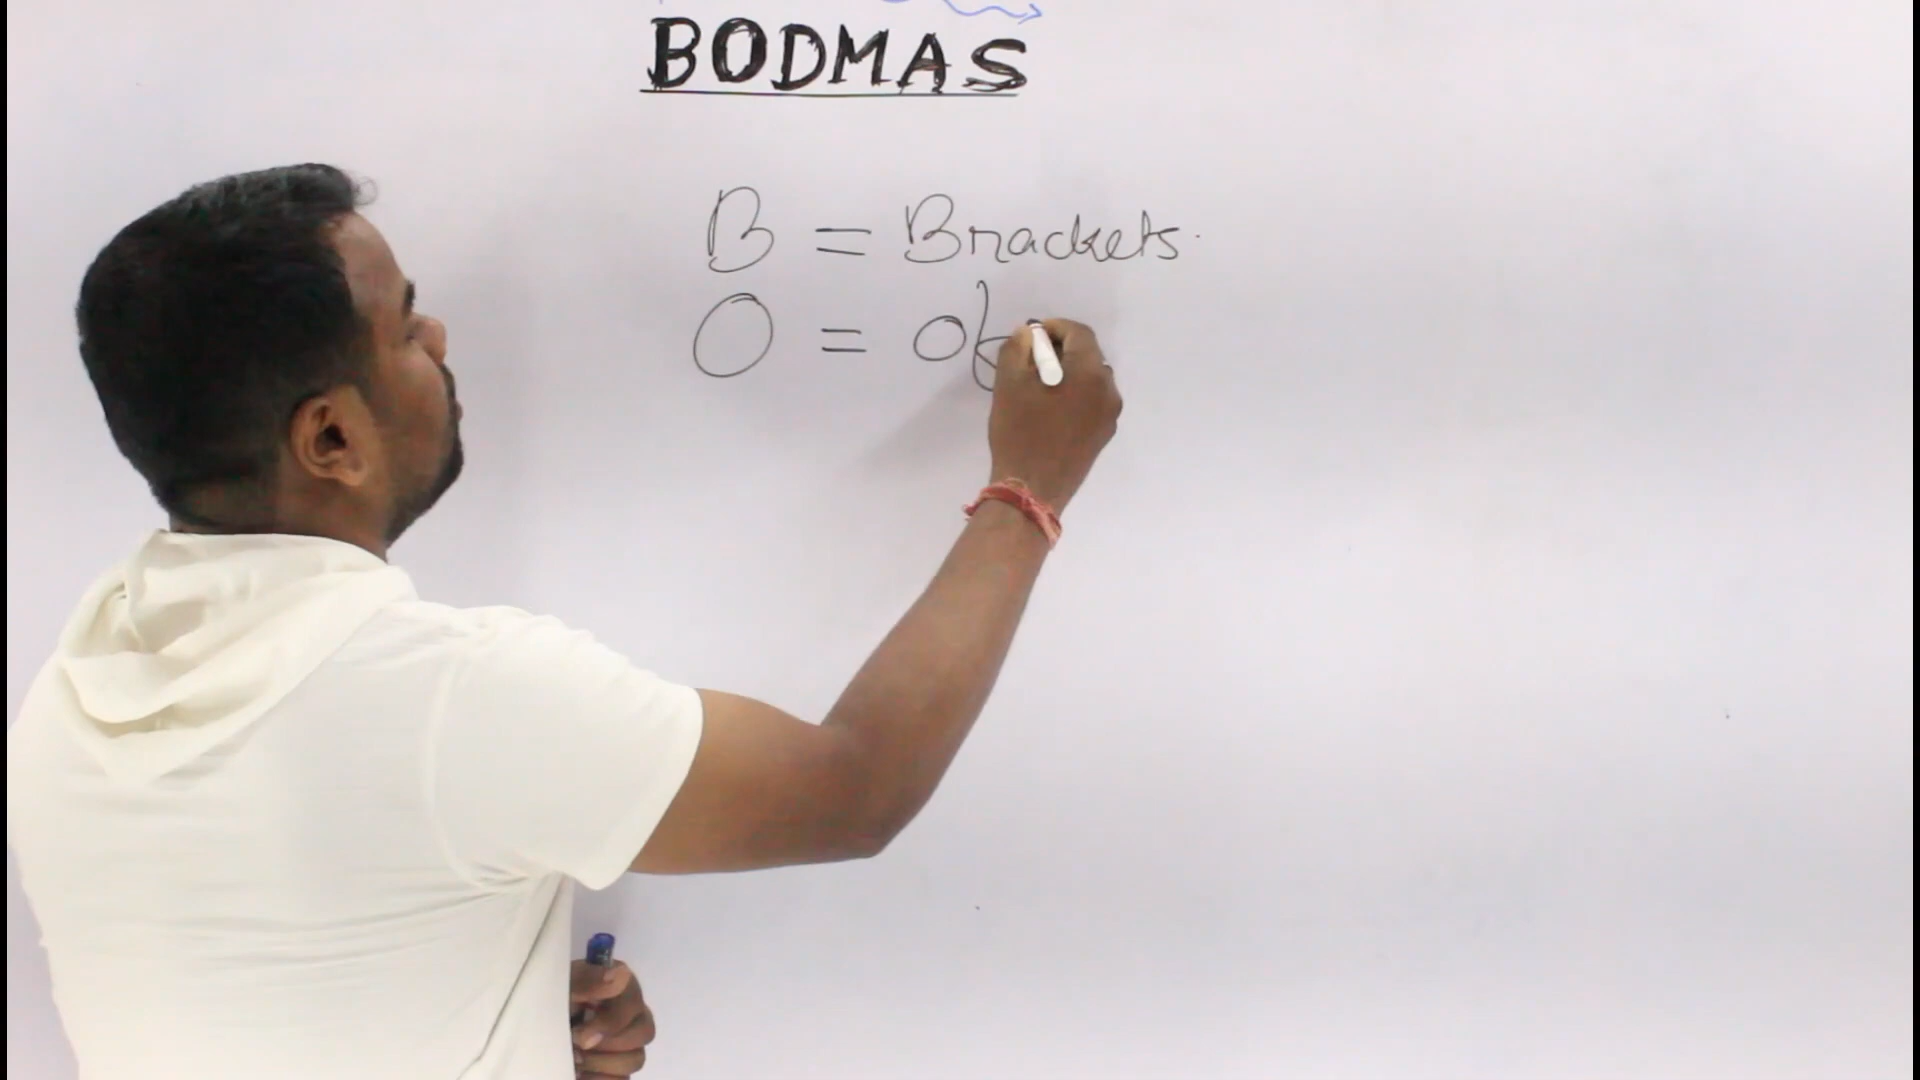 BODMAS
B = Brackets.
O = of